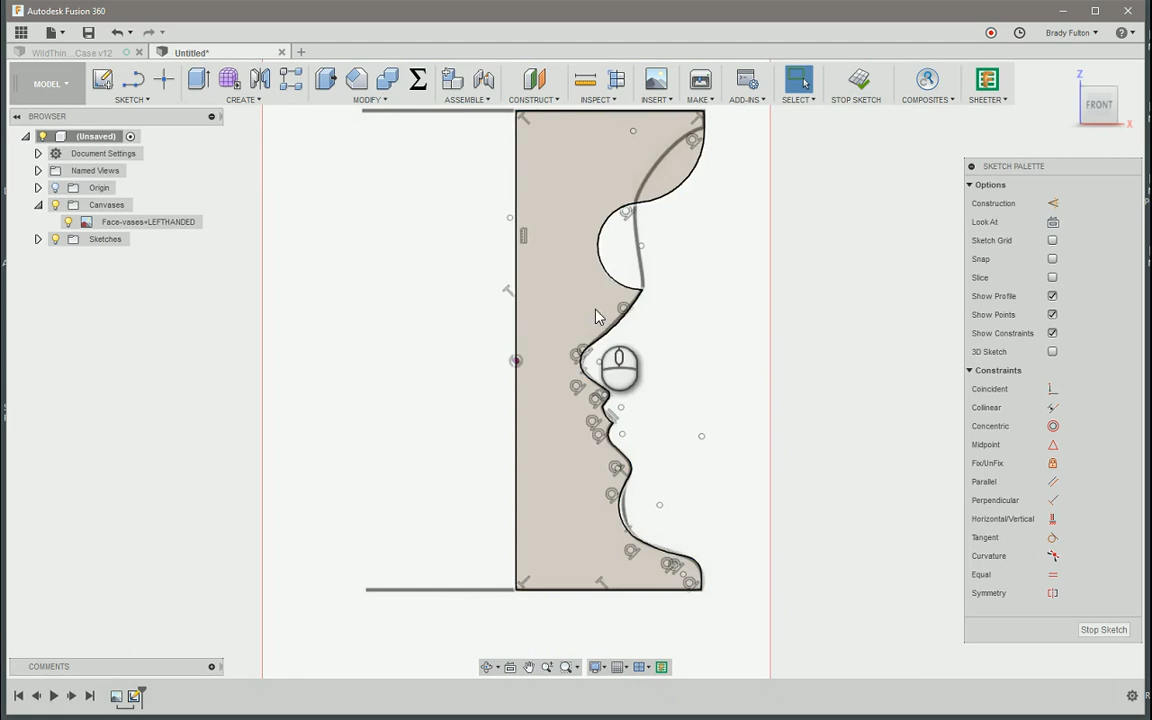 Autodesk Fusion 360
Brady Fulton
WildThin...Case.v12
Untitled*
MODEL
SKETCH
CREATE
MODIFY
ASSEMBLE
CONSTRUCT
INSPECT
INSERT
MAKE
ADD-INS
SELECT
STOP SKETCH
COMPOSITES
SHEETER
BROWSER
(Unsaved)
Document Settings
Named Views
Origin
Canvases
Face-vases+LEFTHANDED
Sketches
Z
FRONT
X
SKETCH PALETTE
Options
Construction
Look At
Sketch Grid
Snap
Slice
Show Profile
Show Points
Show Constraints
3D Sketch
Constraints
Coincident
Collinear
Concentric
Midpoint
Fix/UnFix
Parallel
Perpendicular
Horizontal/Vertical
Tangent
Curvature
Equal
Symmetry
Stop Sketch
COMMENTS